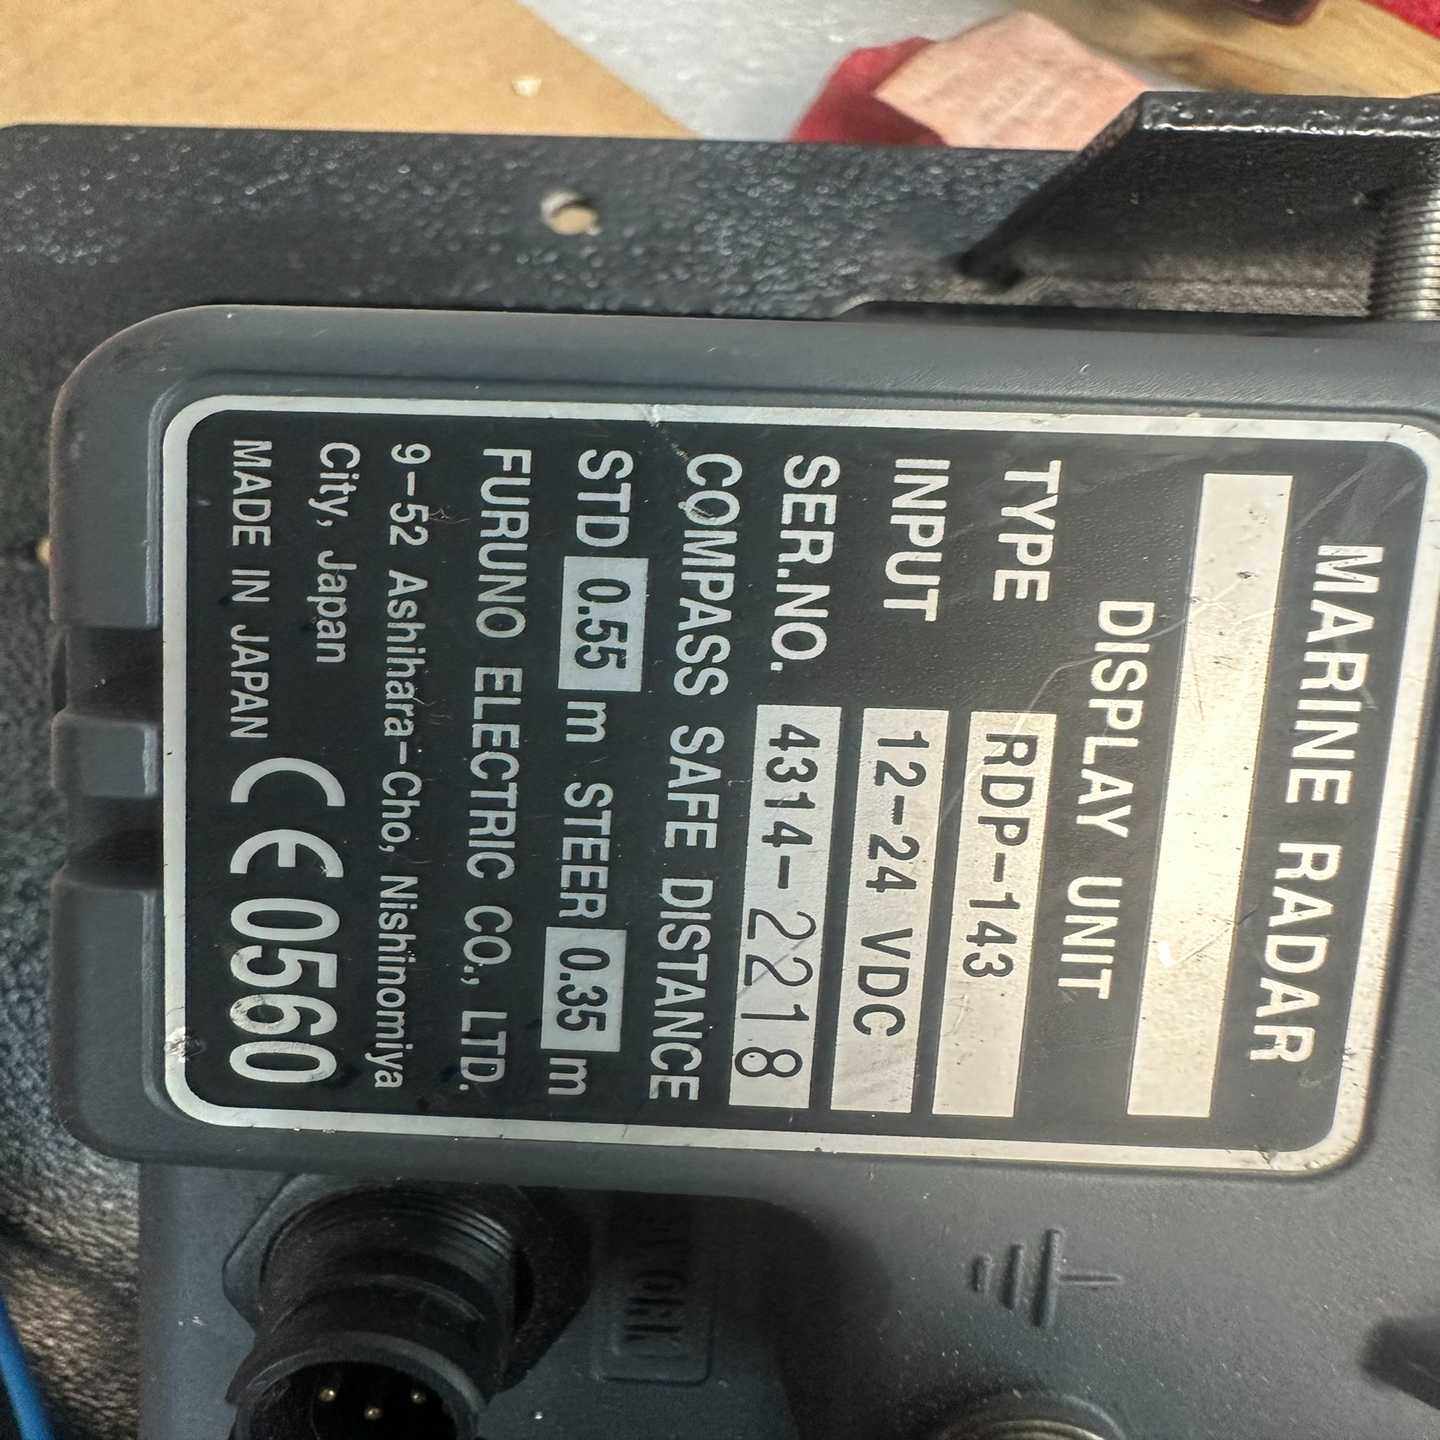 MARINE RADAR
DISPLAY UNIT
TYPE RDP-143
INPUT 12-24 VDC
SER.NO. 4314-2218
COMPASS SAFE DISTANCE
STD 0.55 m STEER 0.35 m
FURUNO ELECTRIC CO., LTD.
9-52 Ashihara-Cho, Nishinomiya
City, Japan
MADE IN JAPAN CE 0560